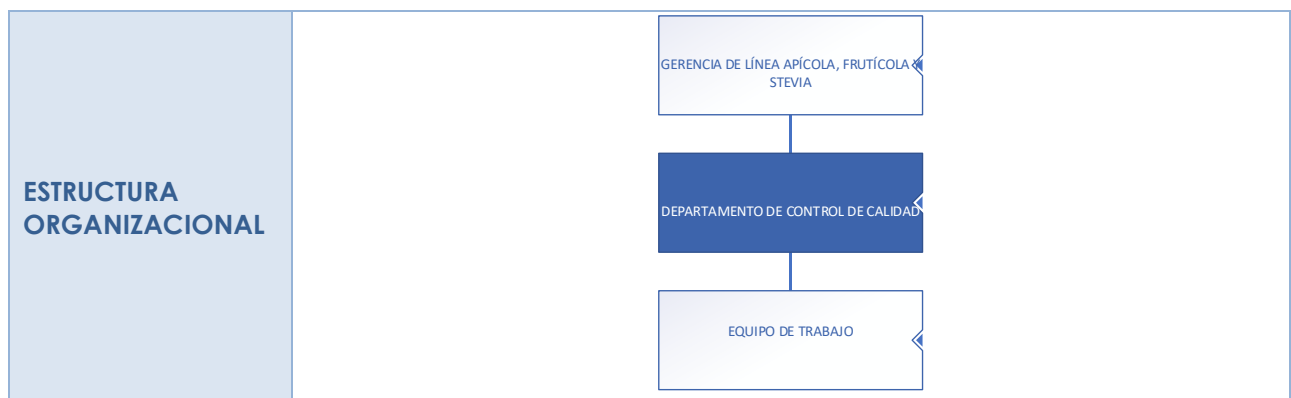 ESTRUCTURA
ORGANIZACIONAL
GERENCIA DE LÍNEA APÍCOLA, FRUTÍCOLA Y
STEVIA
DEPARTAMENTO DE CONTROL DE CALIDAD
EQUIPO DE TRABAJO